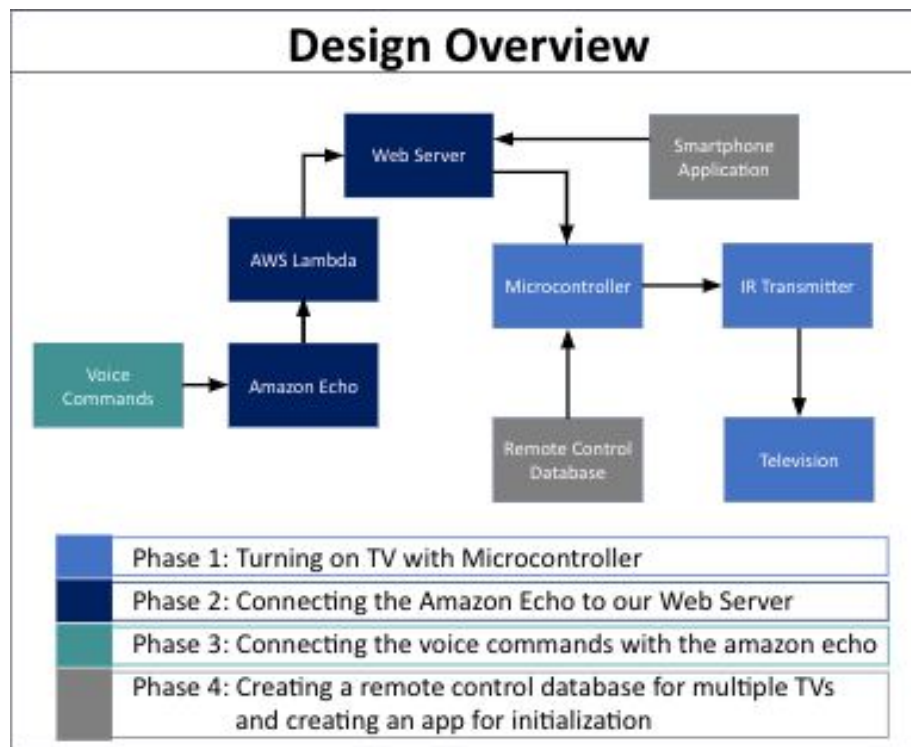 Design Overview
Web Server
Smartphone
Application
AWS Lambda
Microcontroller
IR Transmitter
Voice
Commands
Amazon Echo
Remote Control
Database
Television
Phase 1: Turning on TV with Microcontroller
Phase 2: Connecting the Amazon Echo to our Web Server
Phase 3: Connecting the voice commands with the amazon echo
Phase 4: Creating a remote control database for multiple TVs
and creating an app for initialization